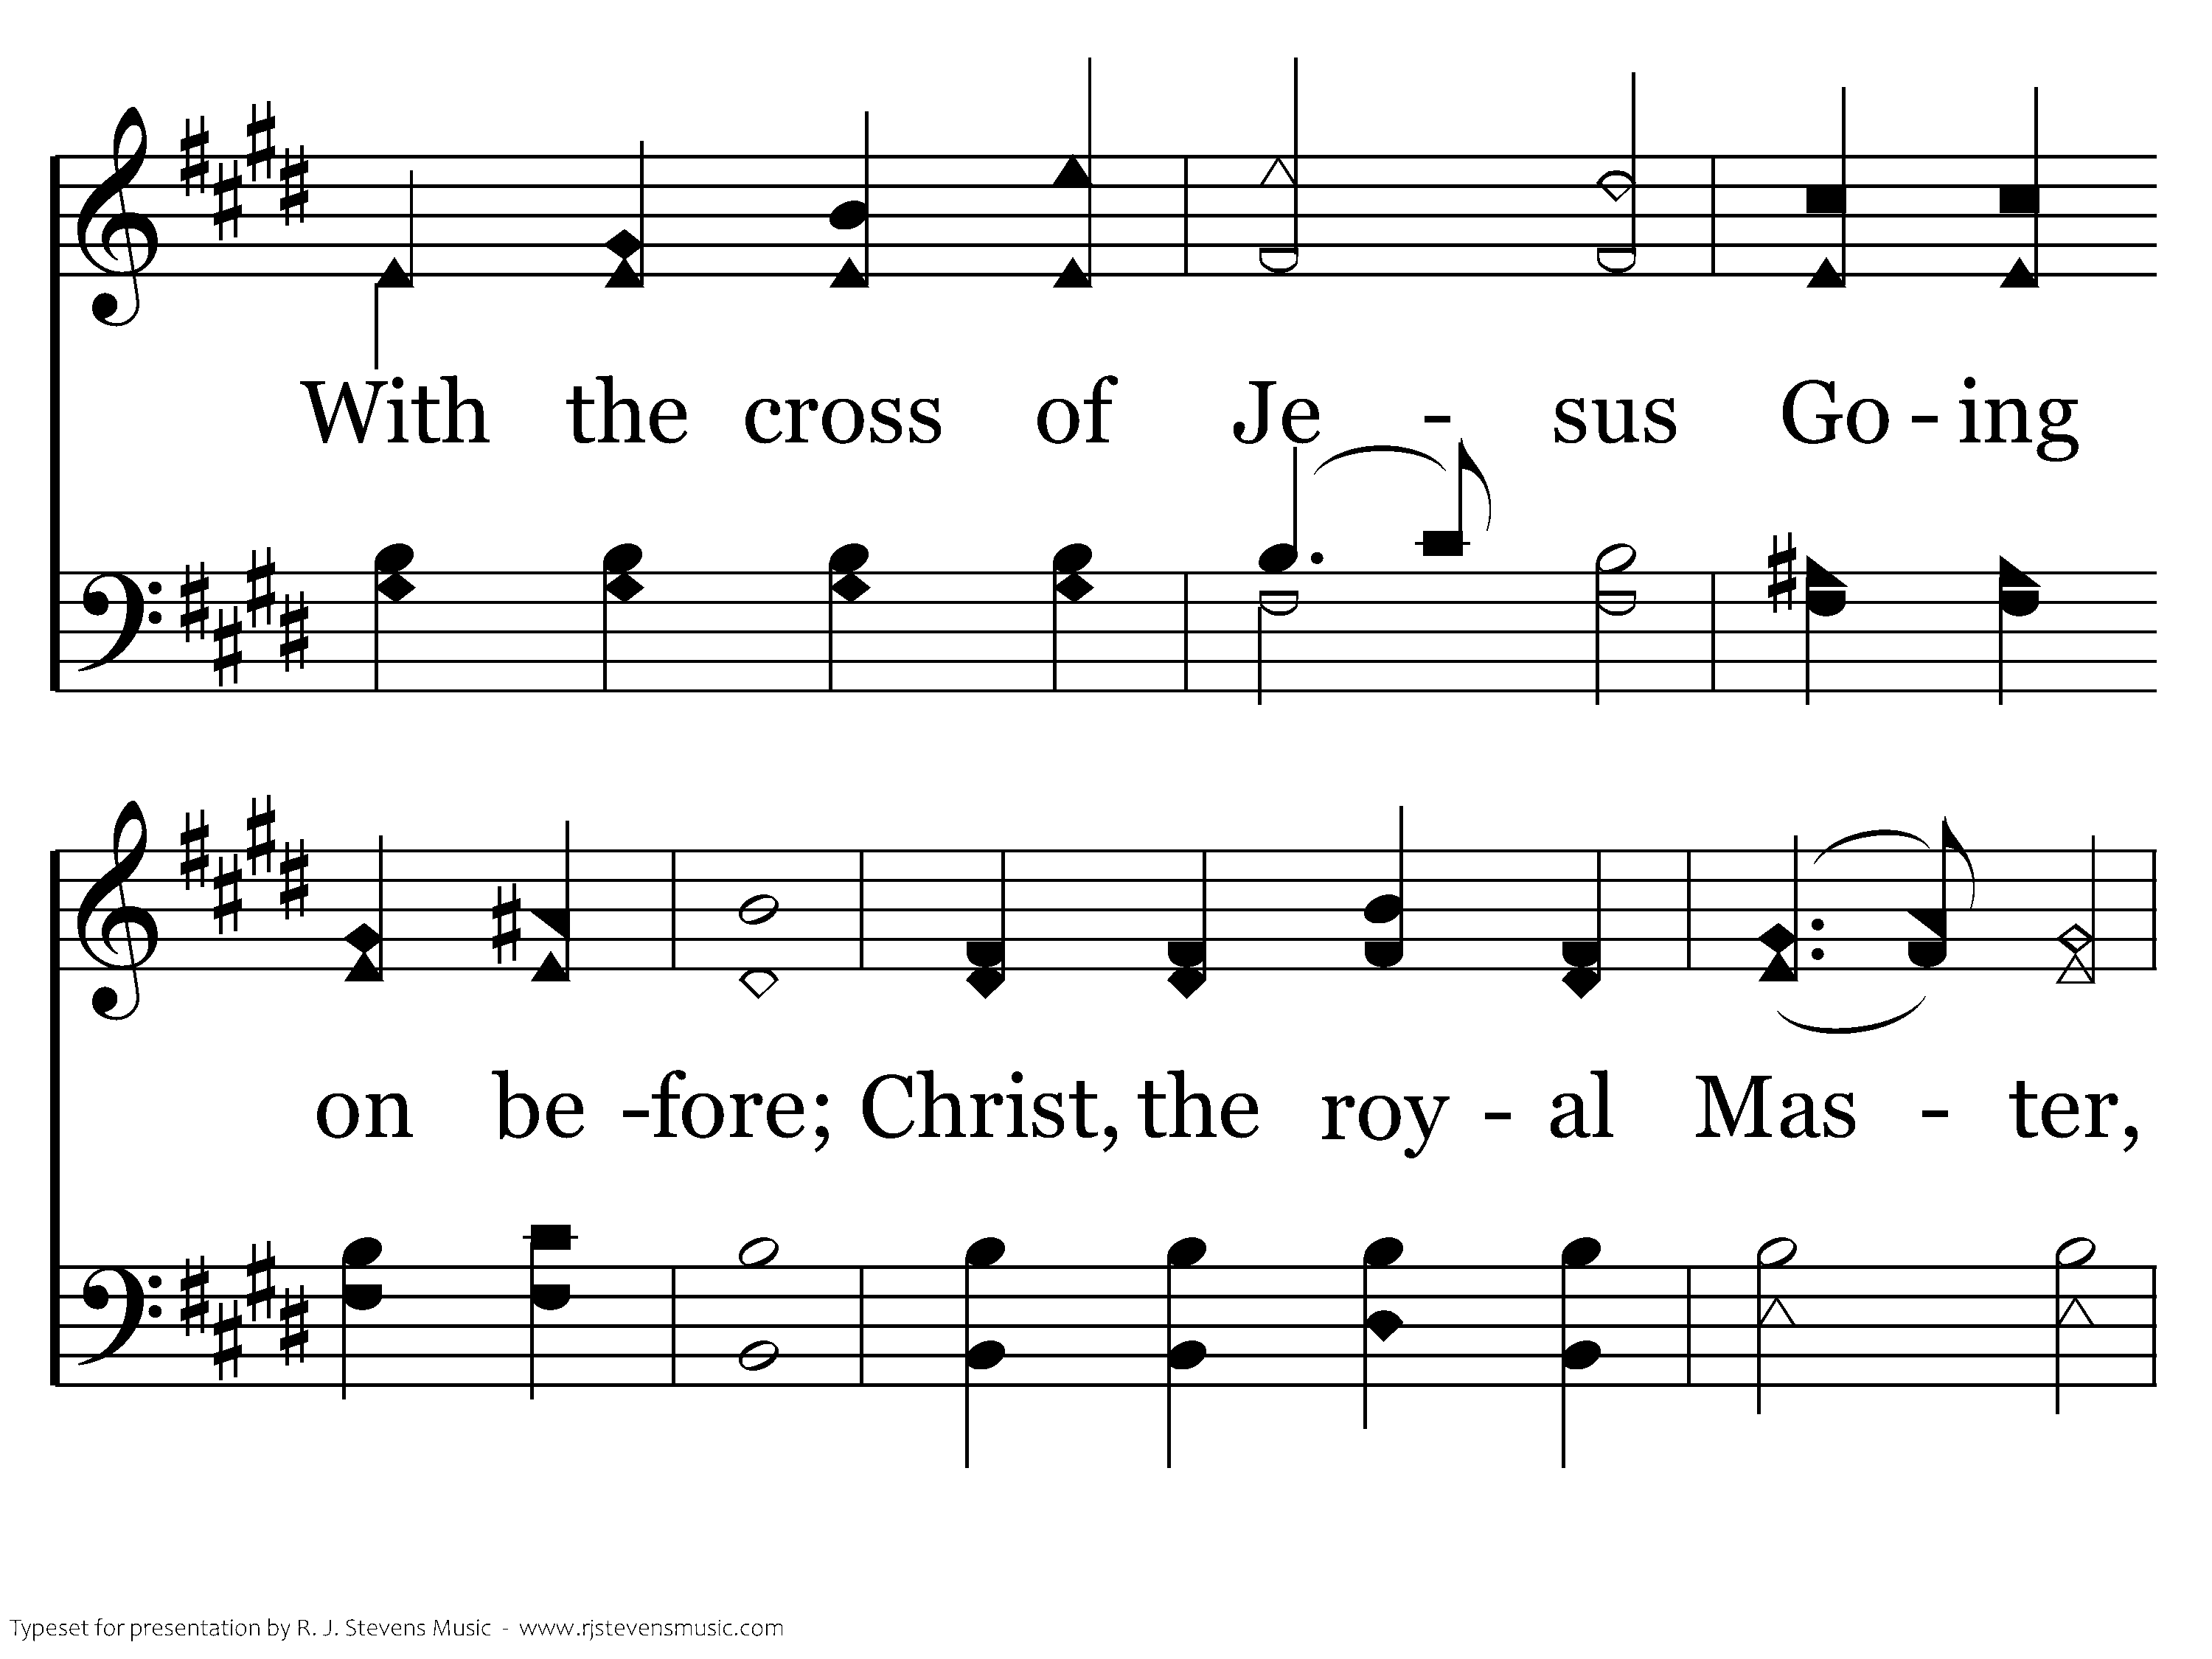 With the cross of Je - sus Go - ing
on be -fore; Christ, the roy - al Mas - ter,
Typeset for presentation by R. J. Stevens Music - www.rjstevensmusic.com